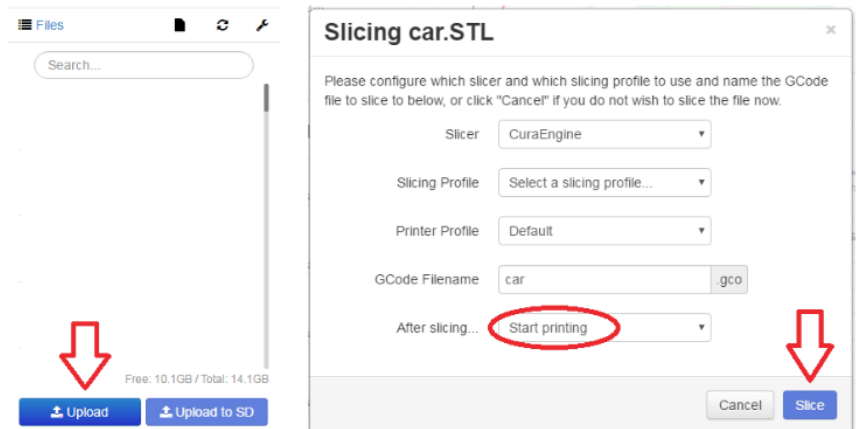 Files
Search...
Free: 10.1GB / Total: 14.1GB
Upload
Upload to SD
Slicing car.STL
×
Please configure which slicer and which slicing profile to use and name the GCode
file to slice to below, or click "Cancel" if you do not wish to slice the file now.
Slicer CuraEngine
Slicing Profile Select a slicing profile...
Printer Profile Default
GCode Filename car .gco
After slicing... Start printing
Cancel Slice